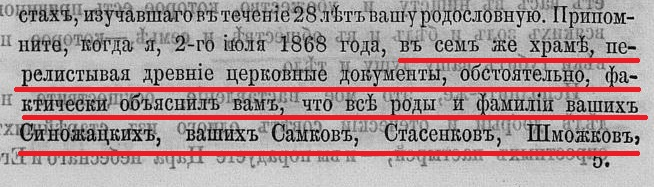 стахъ, изучавшаго въ теченіе 28 лѣтъ вашу родословную. Припом-
ните, когда я, 2-го іюля 1868 года, въ семъ же храмѣ, пе-
релистывая древніе церковные документы, обстоятельно, фа-
ктически объяснилъ вамъ, что всѣ роды и фамиліи вашихъ
Синожацкихъ, вашихъ Самковъ, Стасенковъ, Шможковъ,
5.